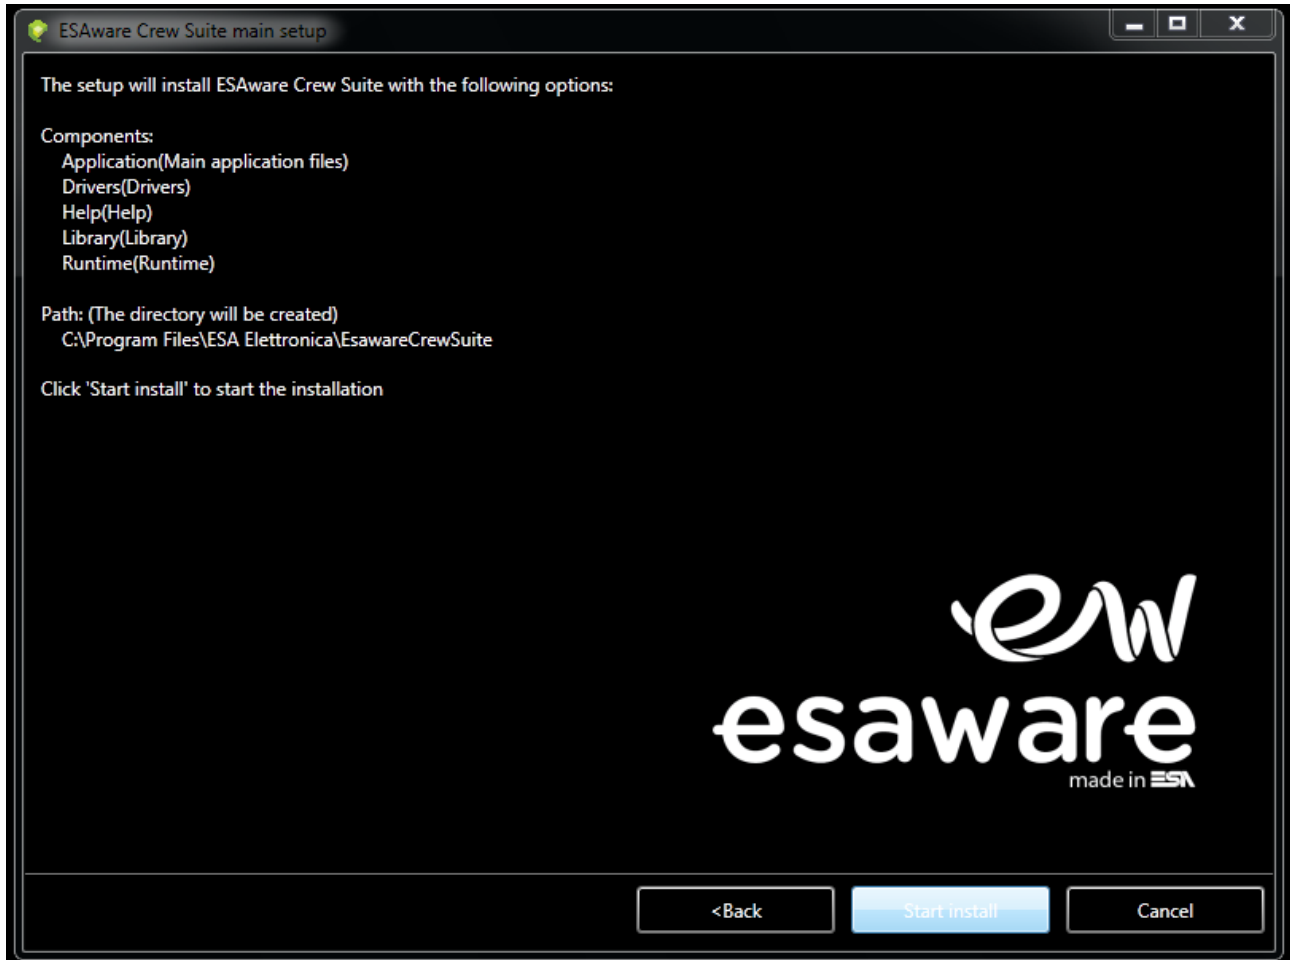 ESAware Crew Suite main setup
The setup will install ESAware Crew Suite with the following options:
Components:
Application(Main application files)
Drivers(Drivers)
Help(Help)
Library(Library)
Runtime(Runtime)
Path: (The directory will be created)
C:\Program Files\ESA Elettronica\EsawareCrewSuite
Click 'Start install' to start the installation
ew
esaware
made in ESA
<Back
Start install
Cancel